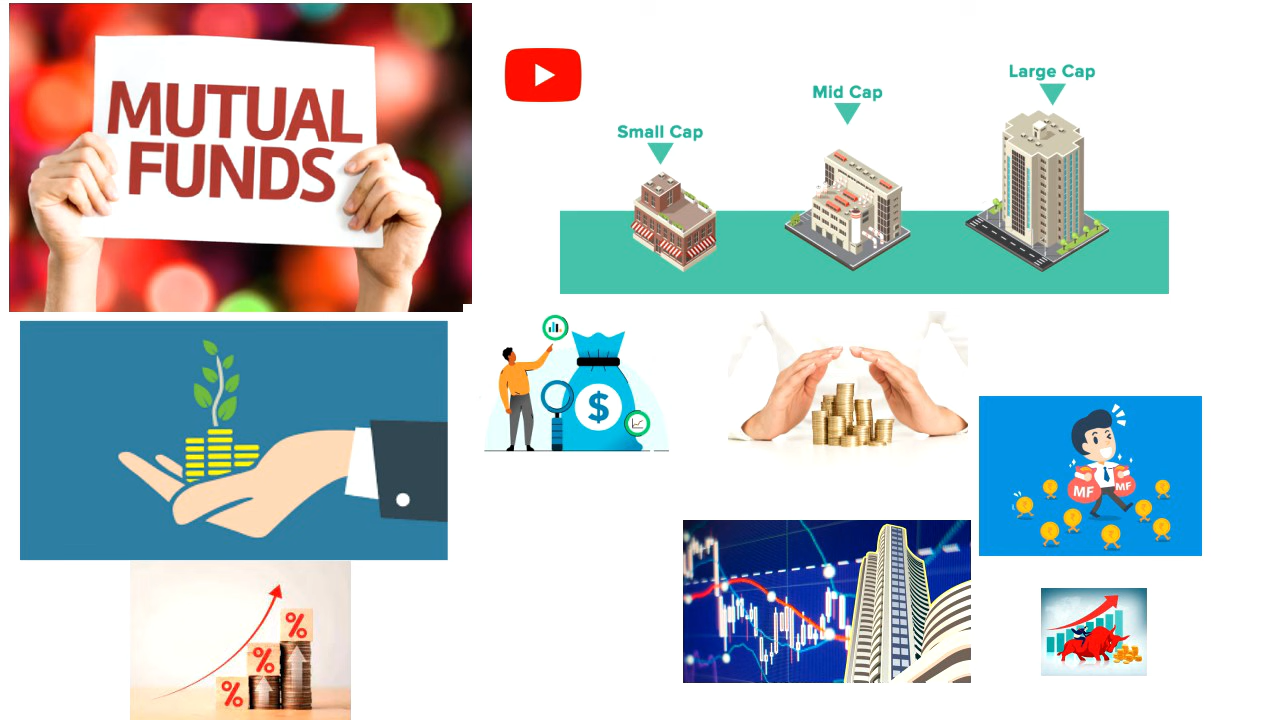 MUTUAL
FUNDS
Small Cap
Mid Cap
Large Cap
$
MF
MF
%
%
%